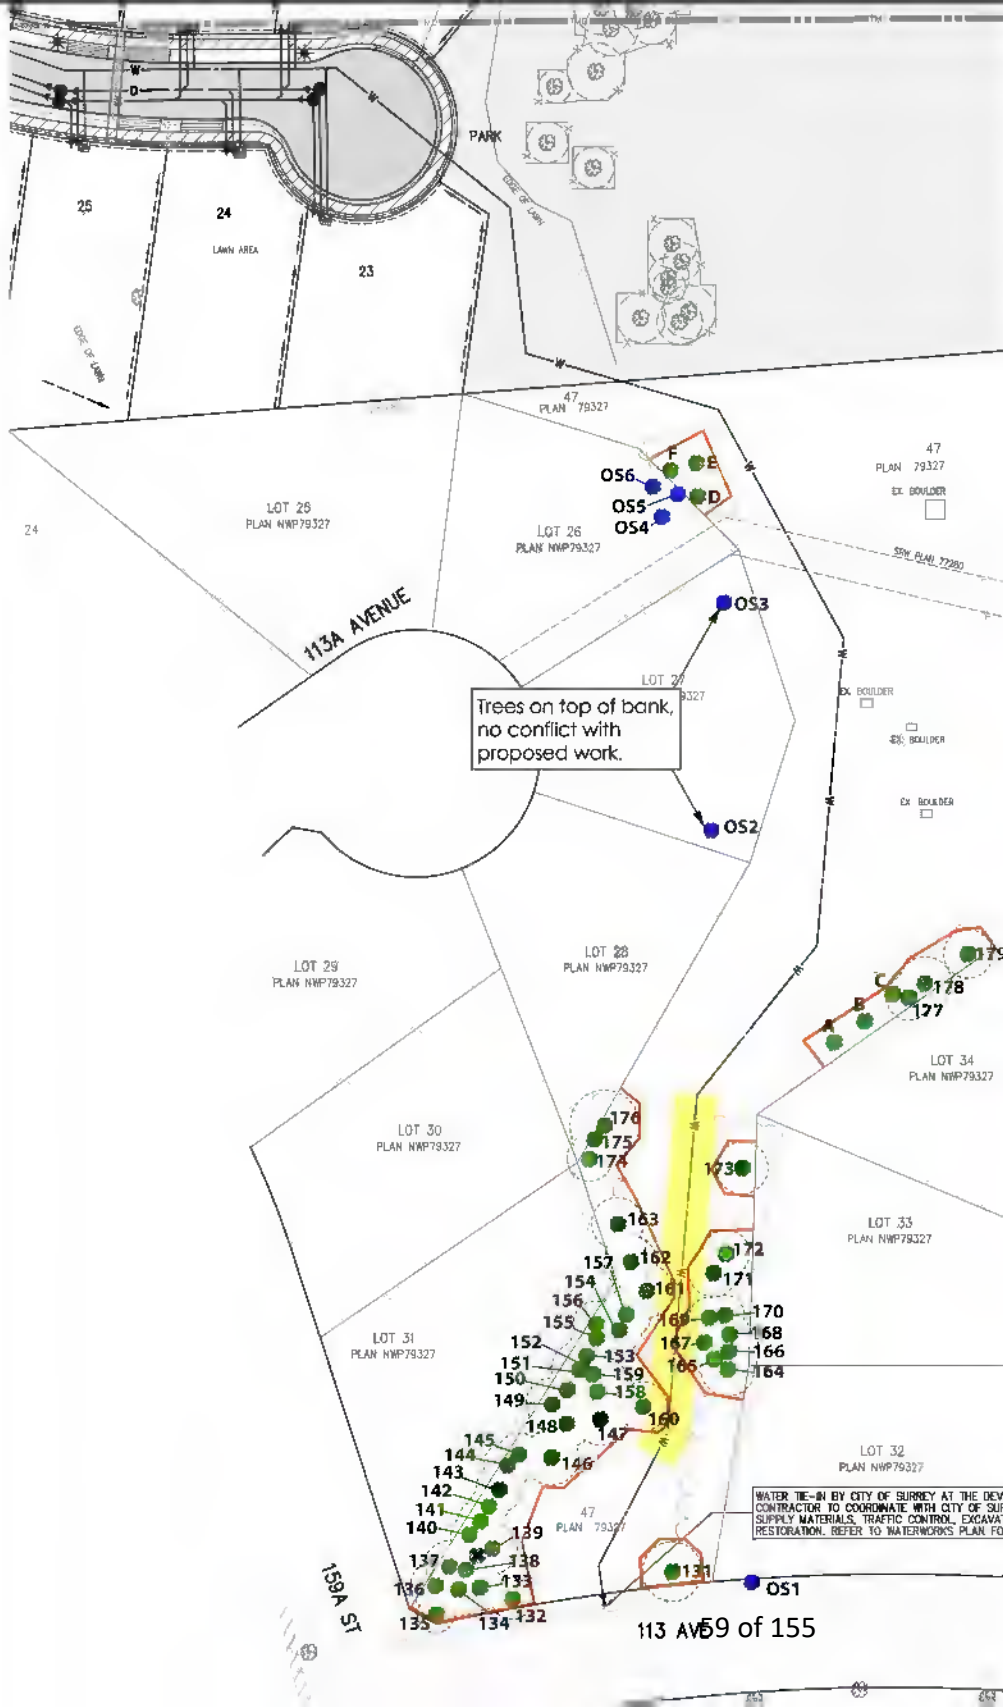 W
D
W
PARK
EDGE OF LAWN
25
24
LAWN AREA
23
EDGE OF LAWN
W
47
PLAN 79327
W
47
PLAN 79327
EX BOULDER
F
E
OS6
OS5
D
OS4
24
LOT 25
PLAN NWP79327
LOT 26
PLAN NWP79327
SRW PLAN 77280
113A AVENUE
OS3
W
LOT 27
79327
EX BOULDER
Trees on top of bank,
no conflict with
proposed work.
EX BOULDER
W
EX BOULDER
OS2
LOT 29
PLAN NWP79327
LOT 28
PLAN NWP79327
W
179
178
C
177
B
A
LOT 34
PLAN NWP79327
176
175
174
W
LOT 30
PLAN NWP79327
173
163
LOT 33
PLAN NWP79327
157
162
172
154
161
W
171
156
169
170
155
168
152
153
167
166
151
159
165
164
150
158
149
160
148
147
W
LOT 31
PLAN NWP79327
145
144
146
143
142
141
140
139
LOT 32
PLAN NWP79327
47
PLAN 79327
WATER TIE-IN BY CITY OF SURREY AT THE DEV
CONTRACTOR TO COORDINATE WITH CITY OF SUR
SUPPLY MATERIALS, TRAFFIC CONTROL, EXCAVAT
RESTORATION. REFER TO WATERWORKS PLAN FO
137
138
136
133
131
OS1
135
134
132
159A ST
113 AVE
59 of 155